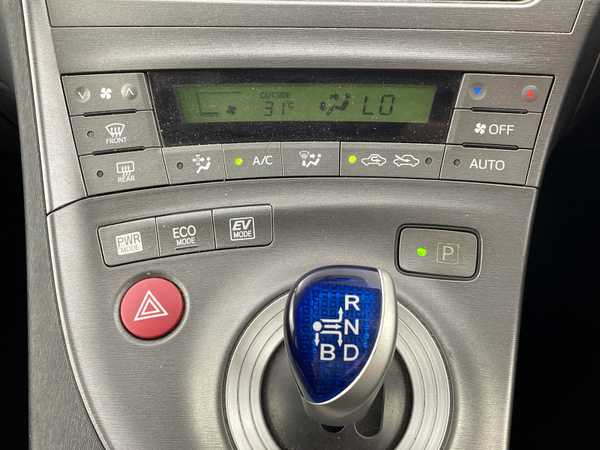 OUTSIDE
31°c LO
FRONT
OFF
REAR
A/C
AUTO
PWR
MODE
ECO
MODE
EV
MODE
P
R
N
B D